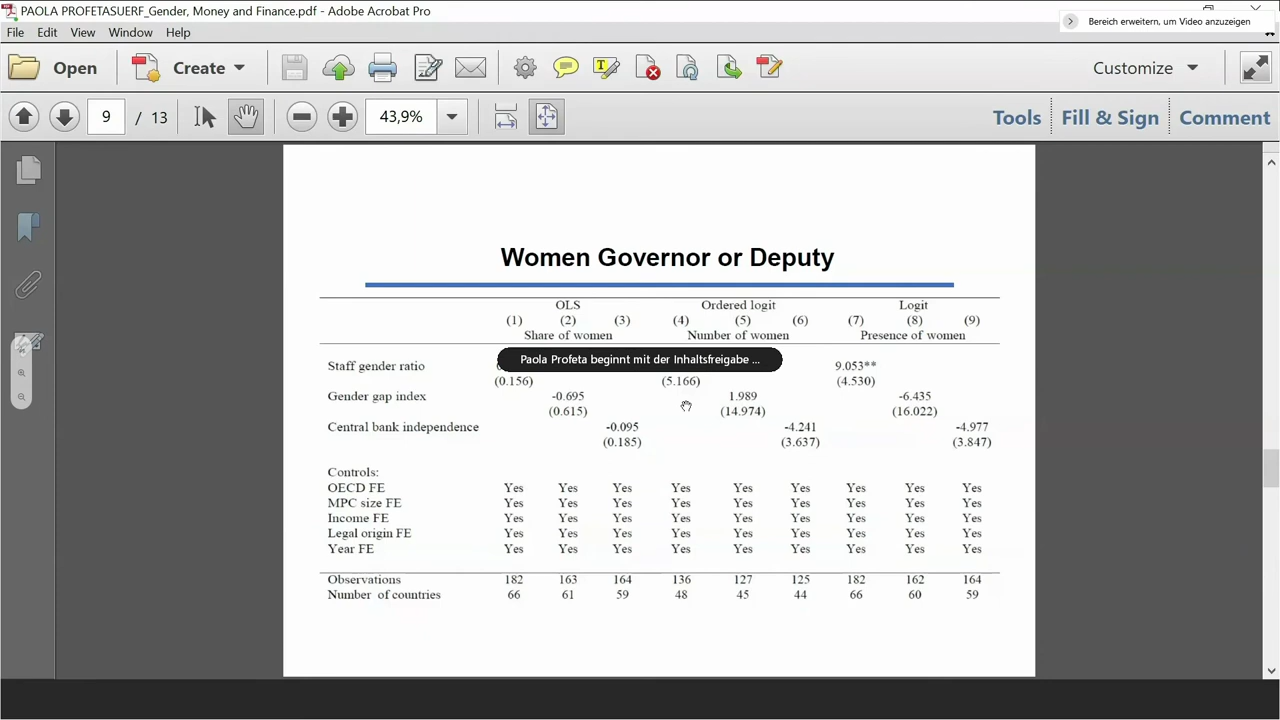 PAOLA PROFETASUERF_Gender, Money and Finance.pdf - Adobe Acrobat Pro
Bereich erweitern, um Video anzuzeigen
File Edit View Window Help
Open Create Customize
9 / 13 43,9% Tools Fill & Sign Comment
Women Governor or Deputy
OLS Ordered logit Logit
(1) (2) (3) (4) (5) (6) (7) (8) (9)
Share of women Number of women Presence of women
Paola Profeta beginnt mit der Inhaltsfreigabe ...
Staff gender ratio 9.053**
(0.156) (5.166) (4.530)
Gender gap index -0.695 1.989 -6.435
(0.615) (14.974) (16.022)
Central bank independence -0.095 -4.241 -4.977
(0.185) (3.637) (3.847)
Controls:
OECD FE Yes Yes Yes Yes Yes Yes Yes Yes Yes
MPC size FE Yes Yes Yes Yes Yes Yes Yes Yes Yes
Income FE Yes Yes Yes Yes Yes Yes Yes Yes Yes
Legal origin FE Yes Yes Yes Yes Yes Yes Yes Yes Yes
Year FE Yes Yes Yes Yes Yes Yes Yes Yes Yes
Observations 182 163 164 136 127 125 182 162 164
Number of countries 66 61 59 48 45 44 66 60 59